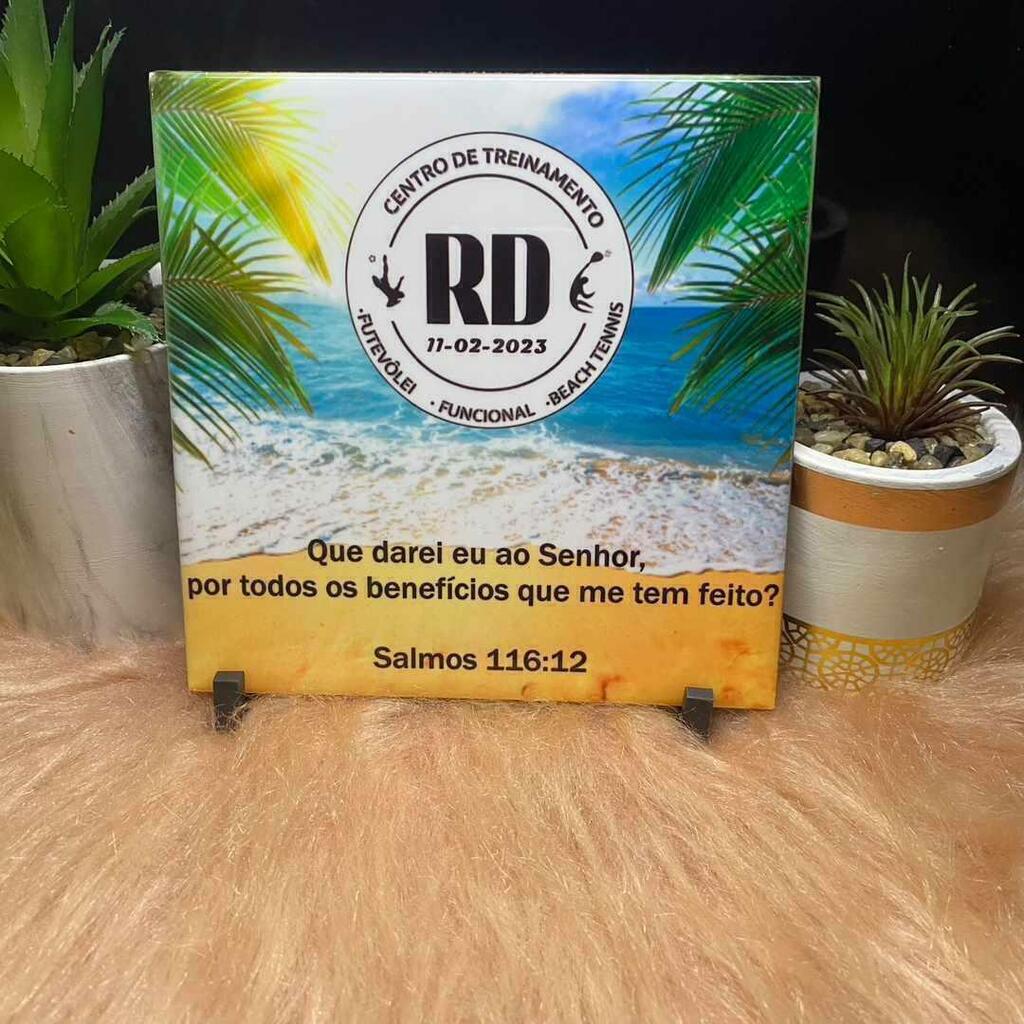 CENTRO DE TREINAMENTO
RD
11-02-2023
·FUTEVÔLEI
·FUNCIONAL
·BEACH TENNIS
Que darei eu ao Senhor,
por todos os benefícios que me tem feito?
Salmos 116:12